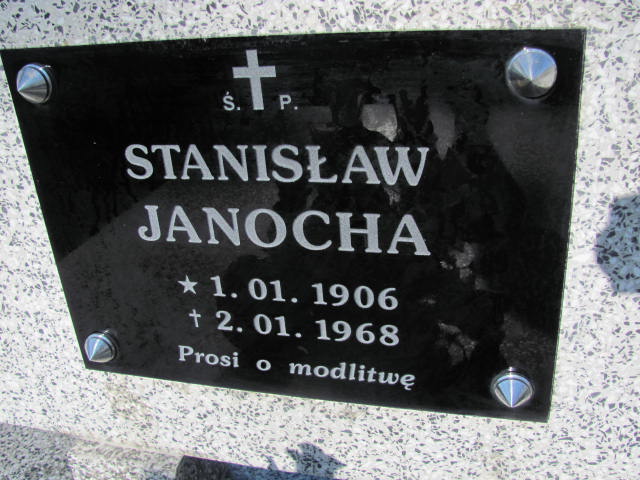 Ś. P.
STANISŁAW
JANOCHA
★ 1. 01. 1906
† 2. 01. 1968
Prosi o modlitwę